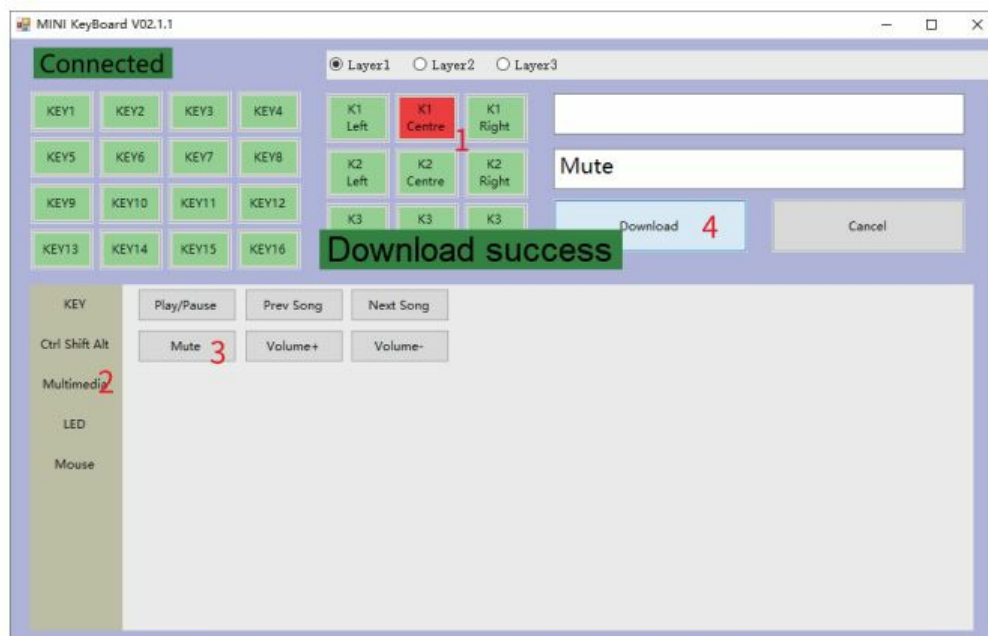 MINI KeyBoard V02.1.1
Connected
Layer1 Layer2 Layer3
KEY1 KEY2 KEY3 KEY4
KEY5 KEY6 KEY7 KEY8
KEY9 KEY10 KEY11 KEY12
KEY13 KEY14 KEY15 KEY16
K1 Left
K1 Centre
1
K1 Right
K2 Left
K2 Centre
K2 Right
K3
K3
K3
Mute
Download 4
Cancel
Download success
KEY
Ctrl Shift Alt
Multimedia 2
LED
Mouse
Play/Pause Prev Song Next Song
Mute 3 Volume+ Volume-